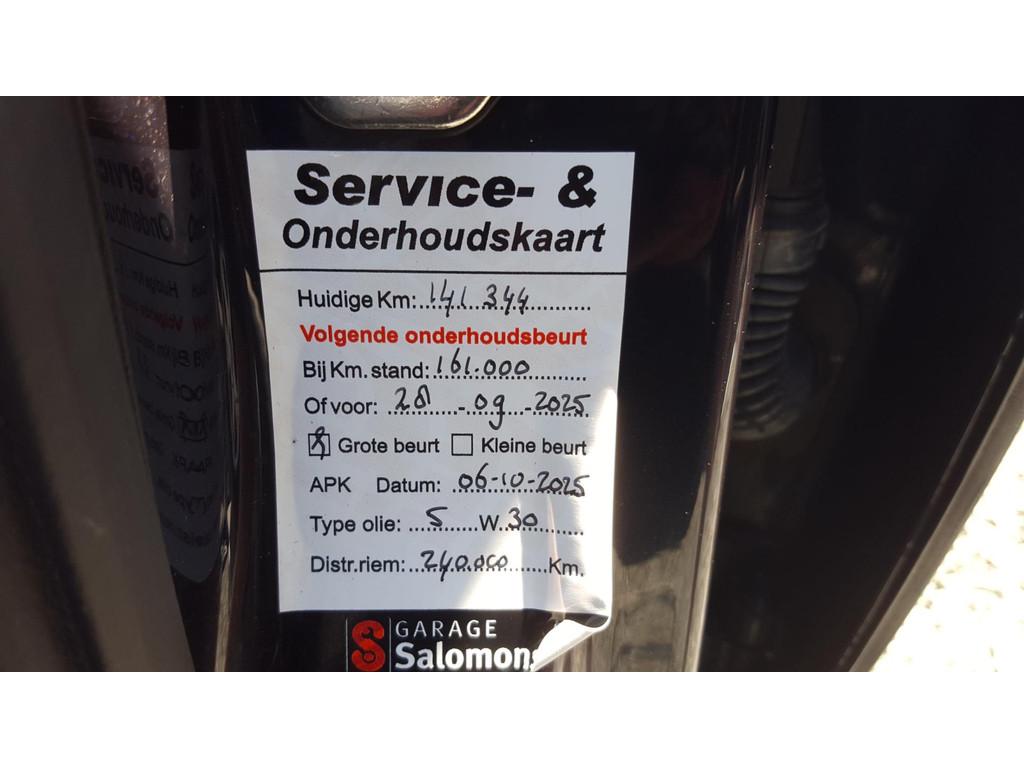 Service- &
Onderhoudskaart
Huidige Km: 141.344
Volgende onderhoudsbeurt
Bij Km. stand: 161.000
Of voor: 28 - 09 - 2025
☒ Grote beurt ☐ Kleine beurt
APK Datum: 06-10-2025
Type olie: 5 W 30
Distr.riem: 240.000 Km.
GARAGE
Salomons